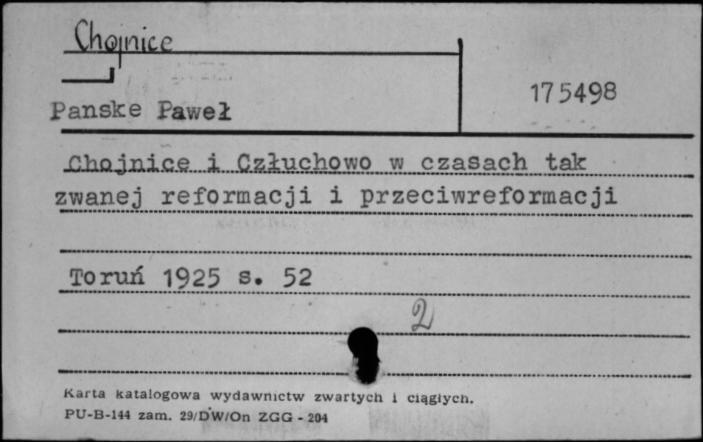 Chojnice
175498
Panske Paweł
Chojnice i Człuchowo w czasach tak
zwanej reformacji i przeciwreformacji
Toruń 1925 s. 52
2
Karta katalogowa wydawnictw zwartych i ciągłych.
PU-B-144 zam. 29/DW/On ZGG - 204